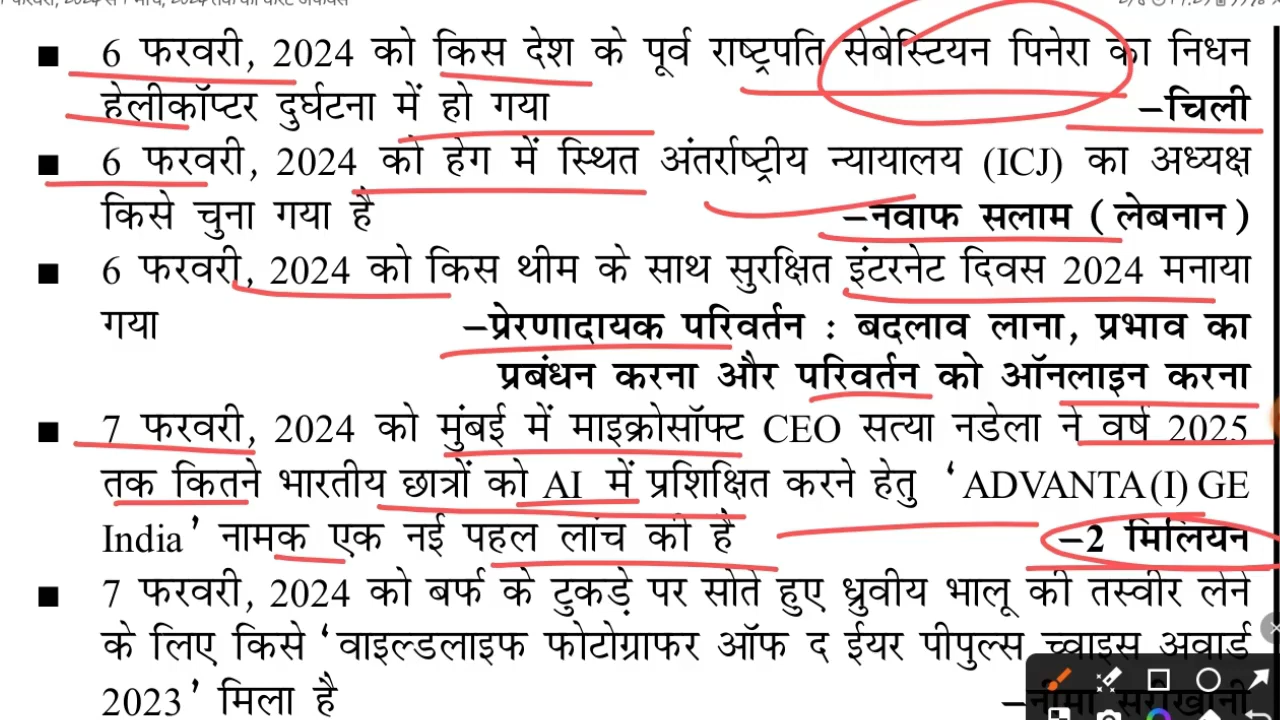 ■ 6 फरवरी, 2024 को किस देश के पूर्व राष्ट्रपति सेबेस्टियन पिनेरा का निधन
हेलीकॉप्टर दुर्घटना में हो गया –चिली
■ 6 फरवरी, 2024 को हेग में स्थित अंतर्राष्ट्रीय न्यायालय (ICJ) का अध्यक्ष
किसे चुना गया है –नवाफ सलाम (लेबनान)
■ 6 फरवरी, 2024 को किस थीम के साथ सुरक्षित इंटरनेट दिवस 2024 मनाया
गया –प्रेरणादायक परिवर्तन : बदलाव लाना, प्रभाव का
प्रबंधन करना और परिवर्तन को ऑनलाइन करना
■ 7 फरवरी, 2024 को मुंबई में माइक्रोसॉफ्ट CEO सत्या नडेला ने वर्ष 2025
तक कितने भारतीय छात्रों को AI में प्रशिक्षित करने हेतु ‘ADVANTA(I) GE
India’ नामक एक नई पहल लांच की है –2 मिलियन
■ 7 फरवरी, 2024 को बर्फ के टुकड़े पर सोते हुए ध्रुवीय भालू की तस्वीर लेने
के लिए किसे ‘वाइल्डलाइफ फोटोग्राफर ऑफ द ईयर पीपुल्स च्वाइस अवार्ड
2023’ मिला है –नीमा सरीखानी